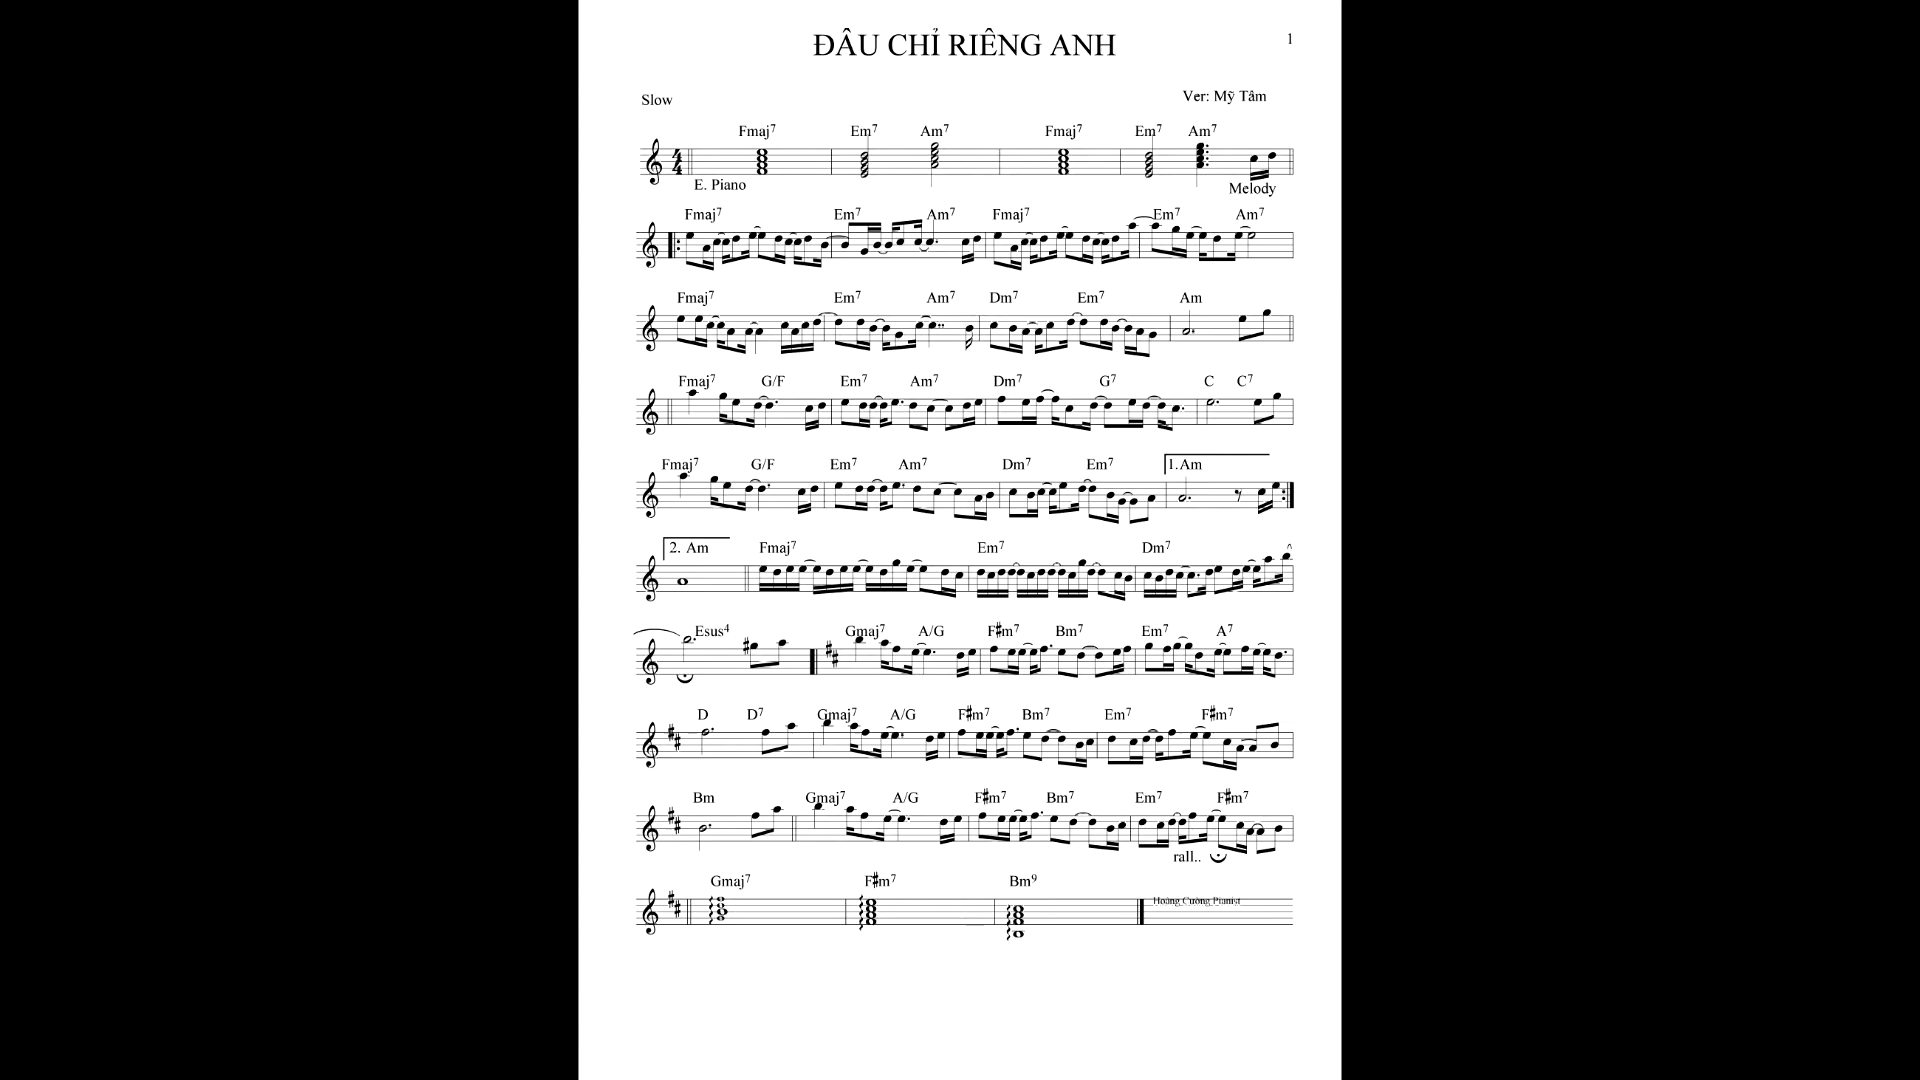 ĐÂU CHỈ RIÊNG ANH
1
Slow
Ver: Mỹ Tâm
Fmaj7 Em7 Am7 Fmaj7 Em7 Am7
E. Piano
Melody
Fmaj7 Em7 Am7 Fmaj7 Em7 Am7
Fmaj7 Em7 Am7 Dm7 Em7 Am
Fmaj7 G/F Em7 Am7 Dm7 G7 C C7
Fmaj7 G/F Em7 Am7 Dm7 Em7 1.Am
2. Am Fmaj7 Em7 Dm7
Esus4 Gmaj7 A/G F#m7 Bm7 Em7 A7
D D7 Gmaj7 A/G F#m7 Bm7 Em7 F#m7
Bm Gmaj7 A/G F#m7 Bm7 Em7 F#m7
rall..
Gmaj7 F#m7 Bm9
Hoàng Cường Pianist